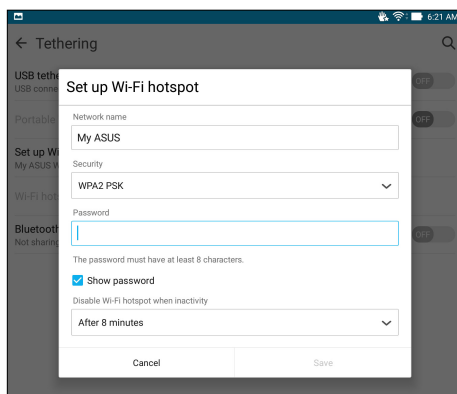 6:21 AM
Tethering
USB tethe
USB conne
OFF
Set up Wi-Fi hotspot
Network name
My ASUS
Portable
OFF
Security
Set up Wi
My ASUS W
WPA2 PSK
Wi-Fi hot
Password
Bluetooth
Not sharing
OFF
The password must have at least 8 characters.
Show password
Disable Wi-Fi hotspot when inactivity
After 8 minutes
Cancel
Save